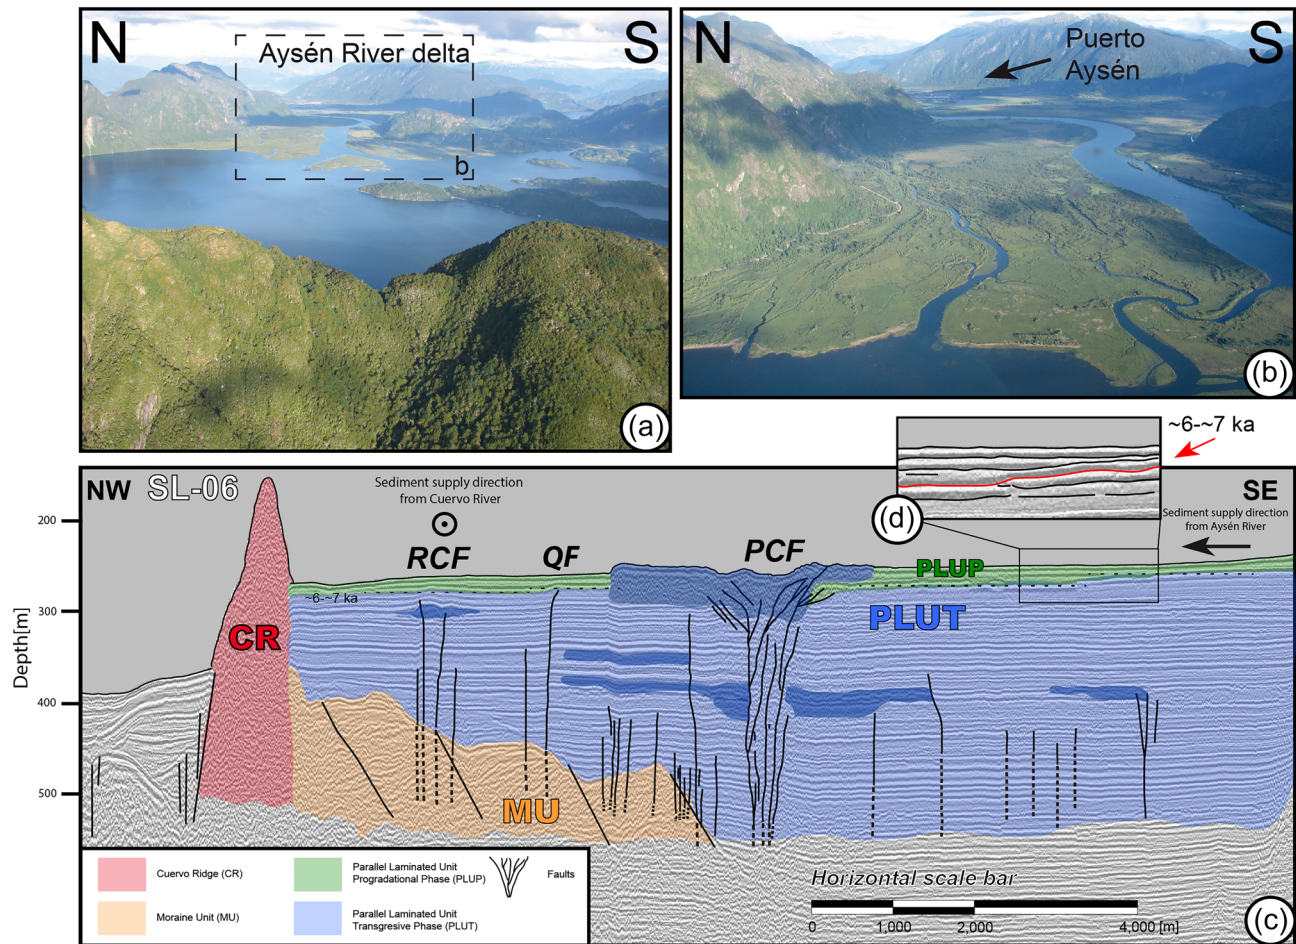 N
Aysén River delta
S
b
(a)
N
Puerto
Aysén
S
(b)
~6-~7 ka
(d)
NW SL-06
Sediment supply direction
from Cuervo River
RCF
QF
PCF
SE
Sediment supply direction
from Aysén River
PLUP
PLUT
~6-~7 ka
CR
MU
Depth[m]
200
300
400
500
Cuervo Ridge (CR)
Moraine Unit (MU)
Parallel Laminated Unit
Progradational Phase (PLUP)
Parallel Laminated Unit
Transgresive Phase (PLUT)
Faults
Horizontal scale bar
0
1,000
2,000
4,000 [m]
(c)